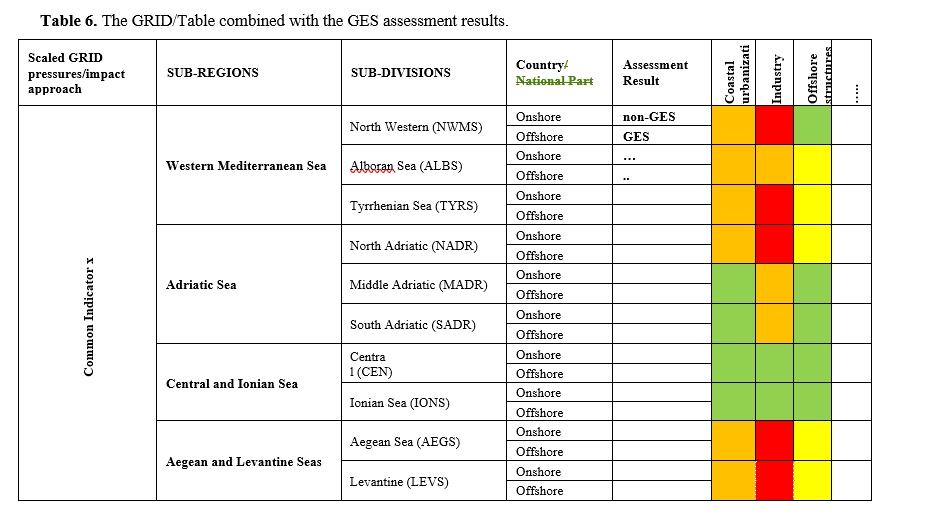 Table 6. The GRID/Table combined with the GES assessment results.
Scaled GRID
pressures/impact
approach
SUB-REGIONS
SUB-DIVISIONS
Country/
National Part
Assessment
Result
Coastal
urbanizati
Industry
Offshore
structures
.....
Common Indicator x
Western Mediterranean Sea
North Western (NWMS)
Onshore
non-GES
Offshore
GES
Alboran Sea (ALBS)
Onshore
...
Offshore
..
Tyrrhenian Sea (TYRS)
Onshore
Offshore
Adriatic Sea
North Adriatic (NADR)
Onshore
Offshore
Middle Adriatic (MADR)
Onshore
Offshore
South Adriatic (SADR)
Onshore
Offshore
Central and Ionian Sea
Centra
l (CEN)
Onshore
Offshore
Ionian Sea (IONS)
Onshore
Offshore
Aegean and Levantine Seas
Aegean Sea (AEGS)
Onshore
Offshore
Levantine (LEVS)
Onshore
Offshore